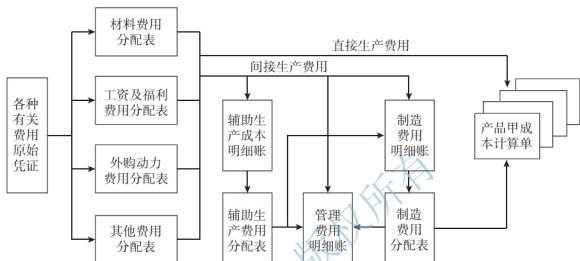 各种
有关
费用
原始
凭证
材料费用
分配表
工资及福利
费用分配表
外购动力
费用分配表
其他费用
分配表
直接生产费用
间接生产费用
辅助生
产成本
明细账
制造
费用
明细账
辅助生
产费用
分配表
管理
费用
明细账
制造
费用
分配表
产品甲成
本计算单
版权所有